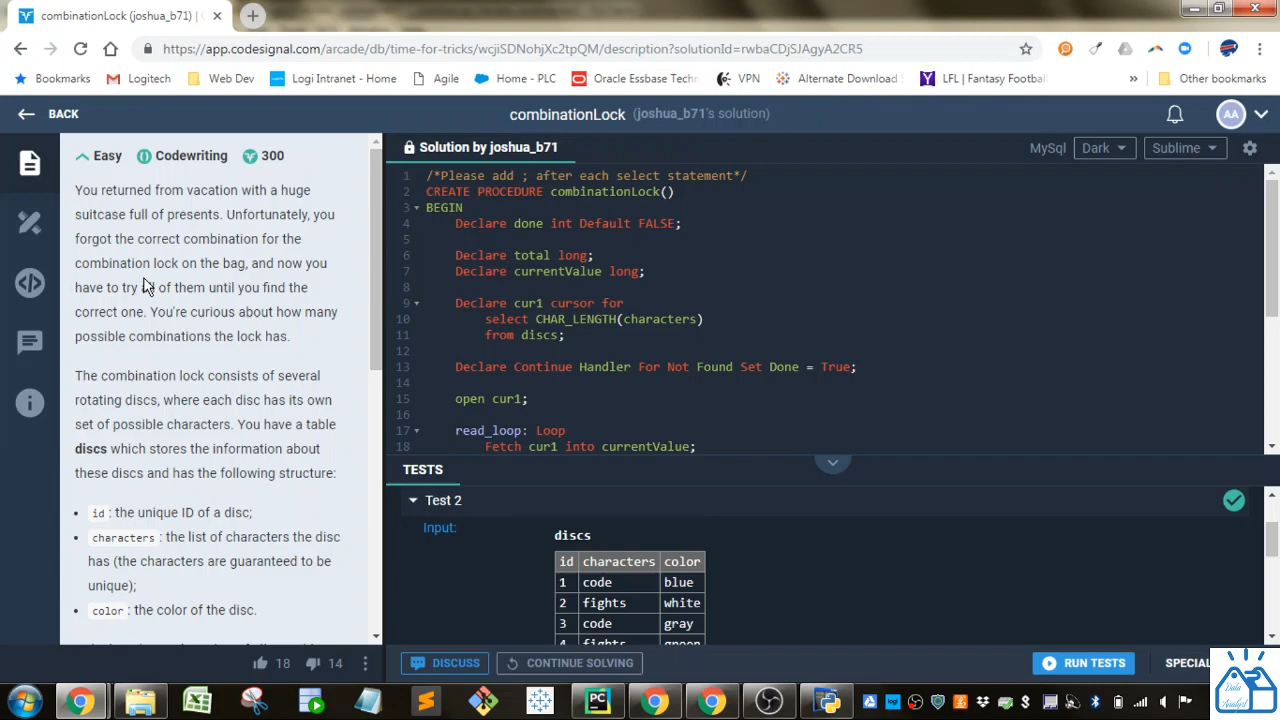 combinationLock (joshua_b71) | C
https://app.codesignal.com/arcade/db/time-for-tricks/wcjiSDNohjXc2tpQM/description?solutionId=rwbaCDjSJAgyA2CR5
Bookmarks Logitech Web Dev Logi Intranet - Home Agile Home - PLC Oracle Essbase Techn VPN Alternate Download LFL | Fantasy Football » Other bookmarks
BACK combinationLock (joshua_b71's solution) AA
Easy Codewriting 300
You returned from vacation with a huge
suitcase full of presents. Unfortunately, you
forgot the correct combination for the
combination lock on the bag, and now you
have to try of them until you find the
correct one. You're curious about how many
possible combinations the lock has.
The combination lock consists of several
rotating discs, where each disc has its own
set of possible characters. You have a table
discs which stores the information about
these discs and has the following structure:
• id : the unique ID of a disc;
• characters : the list of characters the disc
has (the characters are guaranteed to be
unique);
• color : the color of the disc.
18 14
Solution by joshua_b71 MySql Dark Sublime
1 /*Please add ; after each select statement*/
2 CREATE PROCEDURE combinationLock()
3 BEGIN
4 Declare done int Default FALSE;
5
6 Declare total long;
7 Declare currentValue long;
8
9 Declare cur1 cursor for
10 select CHAR_LENGTH(characters)
11 from discs;
12
13 Declare Continue Handler For Not Found Set Done = True;
14
15 open cur1;
16
17 read_loop: Loop
18 Fetch cur1 into currentValue;
TESTS
Test 2
Input:
discs
id characters color
1 code blue
2 fights white
3 code gray
4 fights green
DISCUSS CONTINUE SOLVING RUN TESTS SPECIAL
PC
Data
Analyst